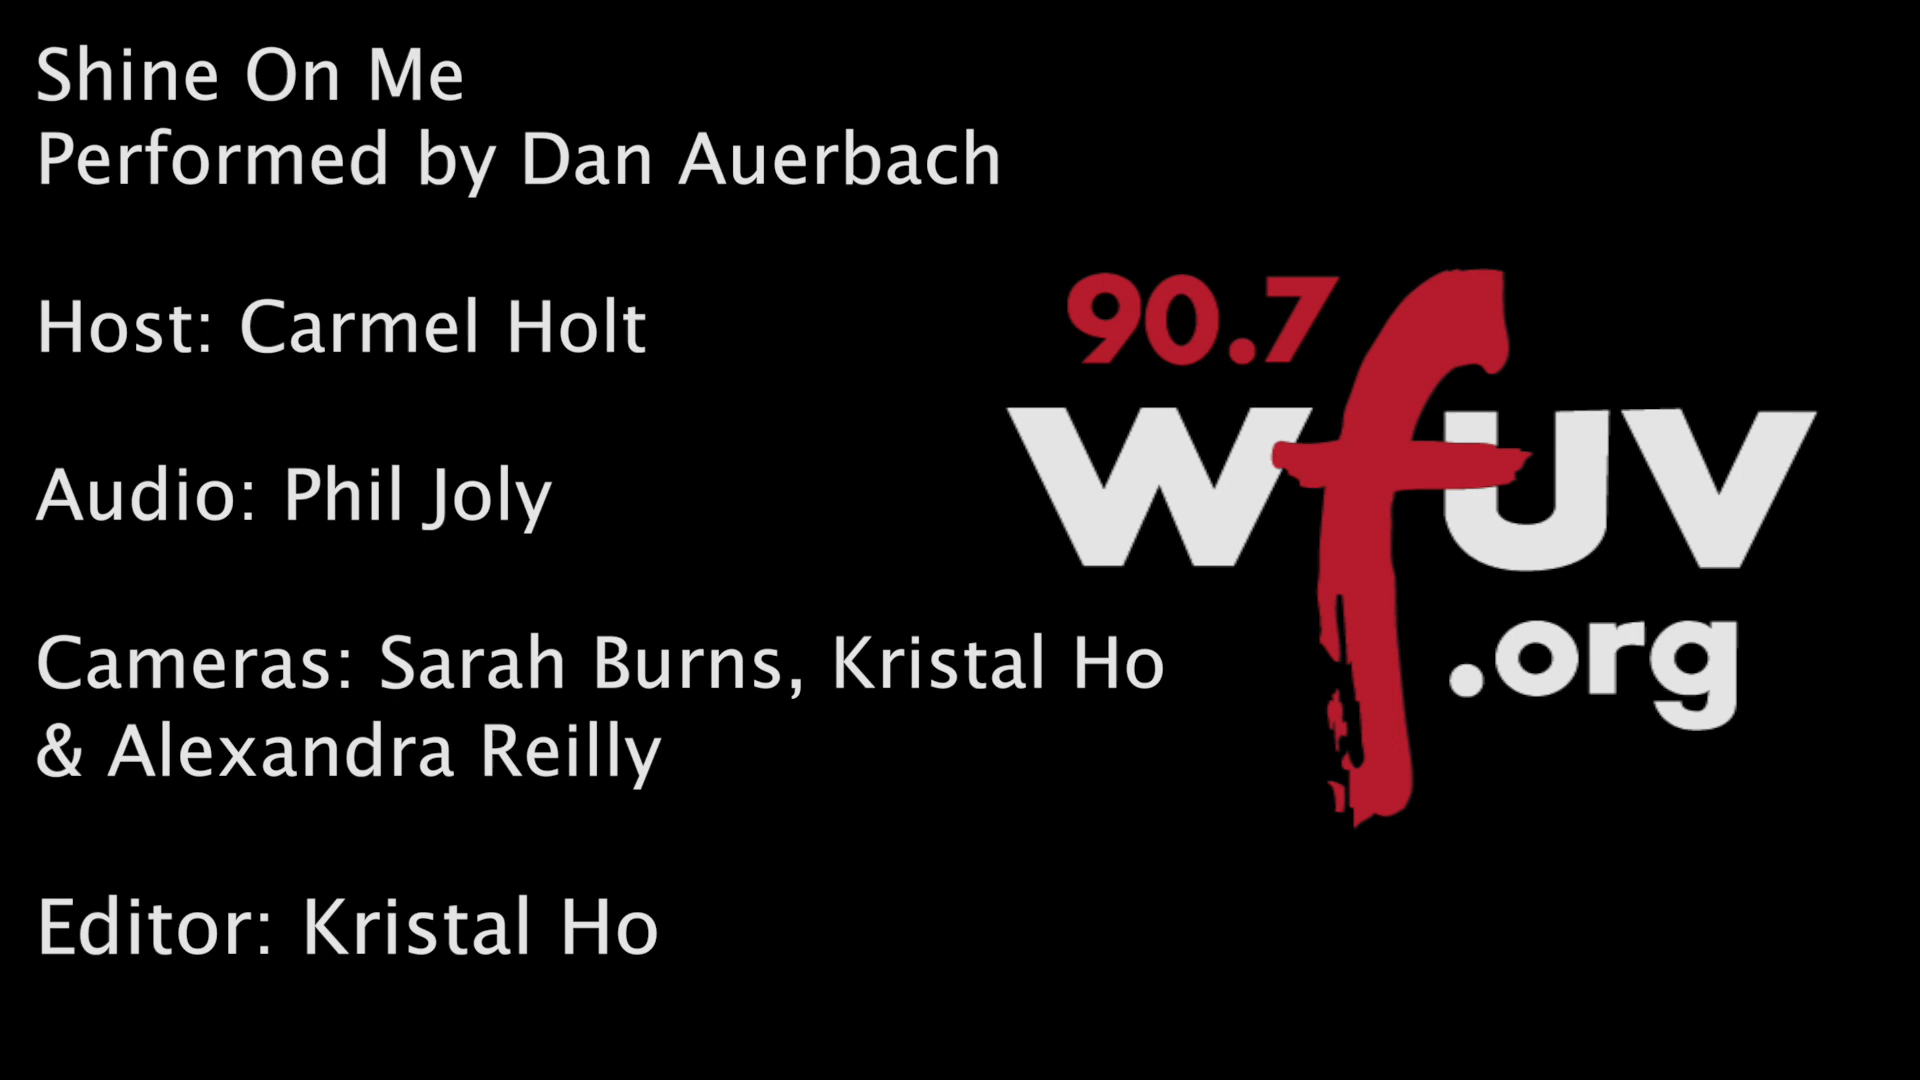 Shine On Me
Performed by Dan Auerbach
Host: Carmel Holt
Audio: Phil Joly
Cameras: Sarah Burns, Kristal Ho
& Alexandra Reilly
Editor: Kristal Ho
90.7
wfuv
.org